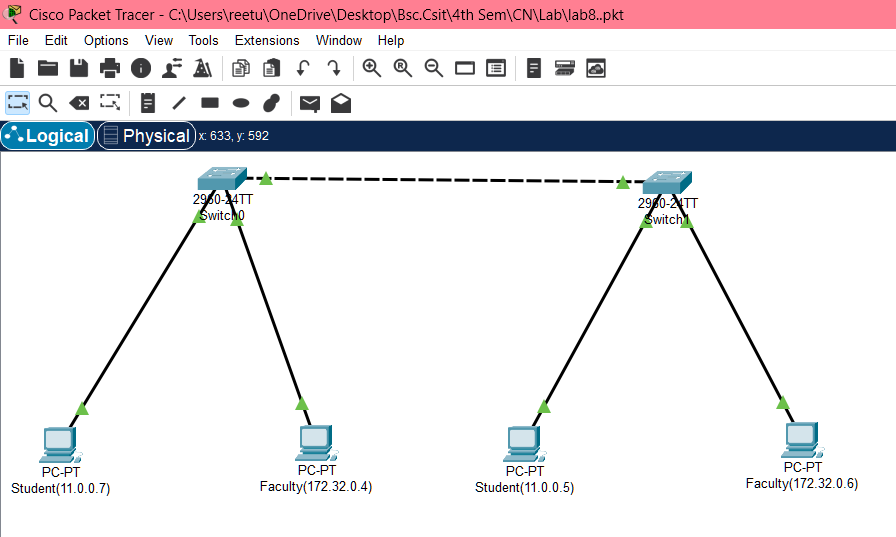 Cisco Packet Tracer - C:\Users\reetu\OneDrive\Desktop\Bsc.Csit\4th Sem\CN\Lab\lab8..pkt
File Edit Options View Tools Extensions Window Help
Logical Physical x: 633, y: 592
2960-24TT
Switch0
2960-24TT
Switch1
PC-PT
Student(11.0.0.7)
PC-PT
Faculty(172.32.0.4)
PC-PT
Student(11.0.0.5)
PC-PT
Faculty(172.32.0.6)